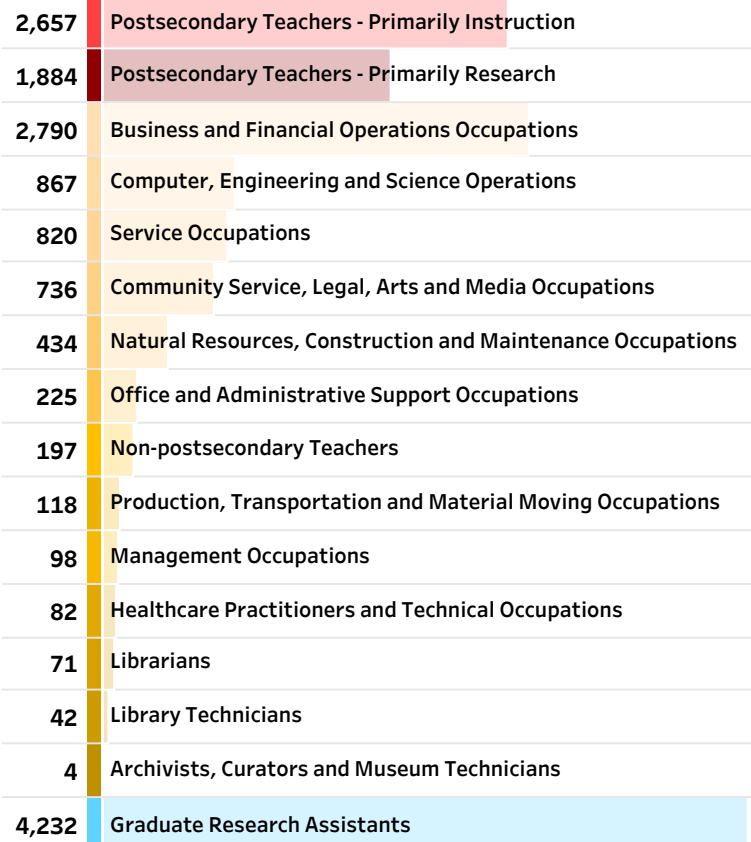 2,657 Postsecondary Teachers - Primarily Instruction
1,884 Postsecondary Teachers - Primarily Research
2,790 Business and Financial Operations Occupations
867 Computer, Engineering and Science Operations
820 Service Occupations
736 Community Service, Legal, Arts and Media Occupations
434 Natural Resources, Construction and Maintenance Occupations
225 Office and Administrative Support Occupations
197 Non-postsecondary Teachers
118 Production, Transportation and Material Moving Occupations
98 Management Occupations
82 Healthcare Practitioners and Technical Occupations
71 Librarians
42 Library Technicians
4 Archivists, Curators and Museum Technicians
4,232 Graduate Research Assistants